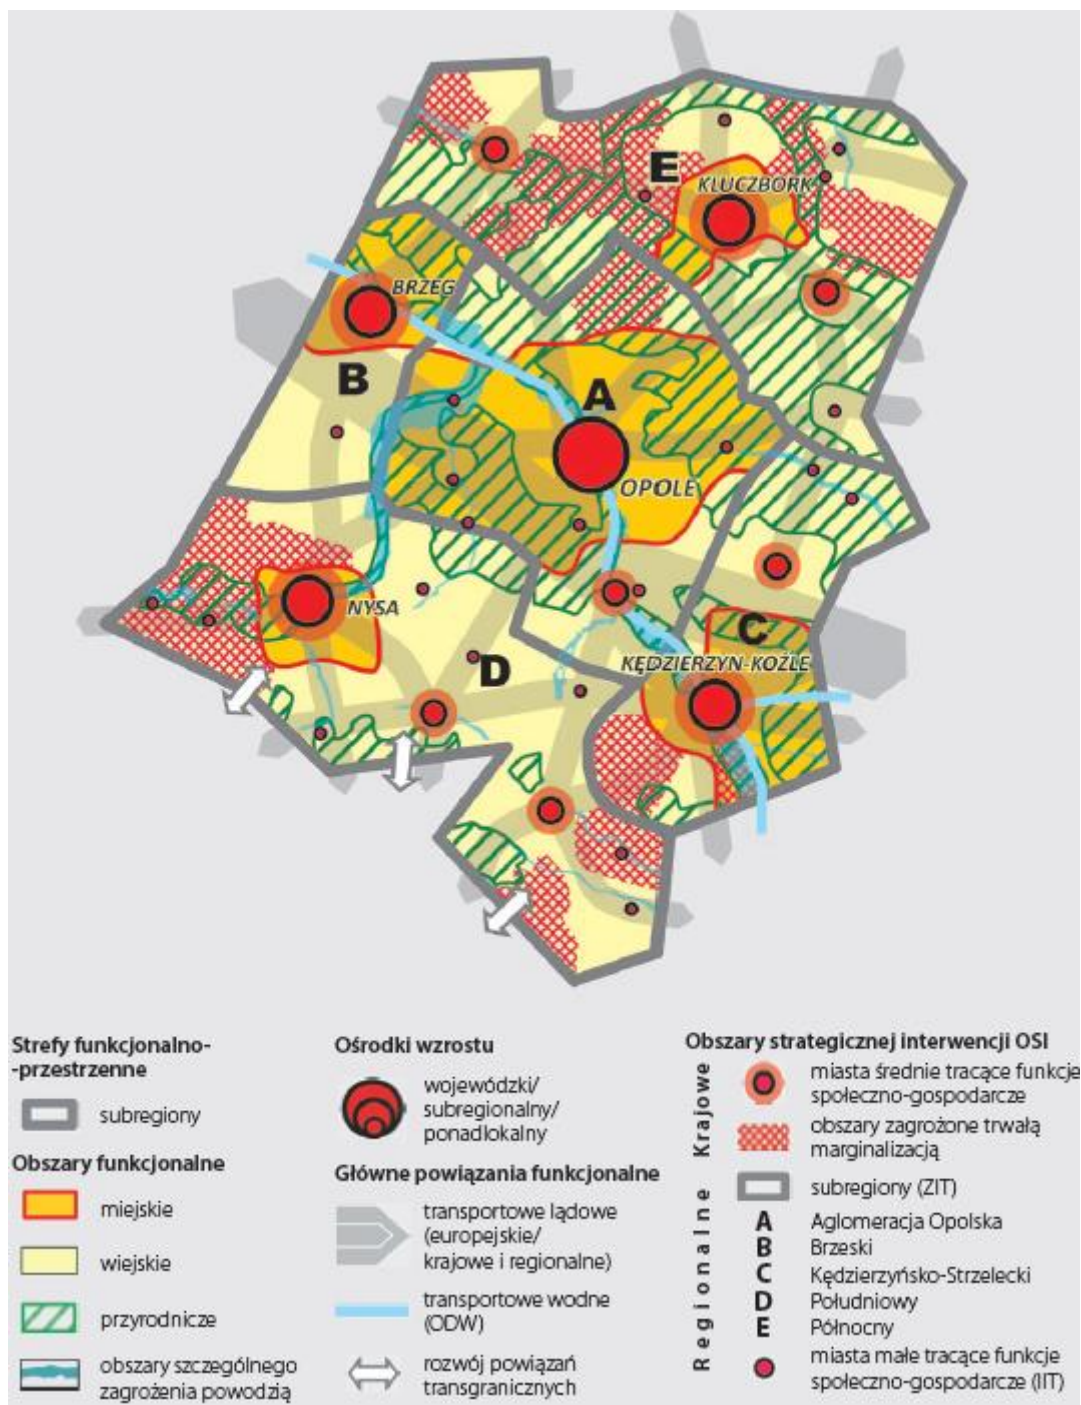 E
KLUCZBORK
BRZEG
B
A
OPOLE
NYSA
C
D
KĘDZIERZYN-KOŹLE
Strefy funkcjonalno-
-przestrzenne
subregiony
Obszary funkcjonalne
miejskie
wiejskie
przyrodnicze
obszary szczególnego
zagrożenia powodzią
Ośrodki wzrostu
wojewódzki/
subregionalny/
ponadlokalny
Główne powiązania funkcjonalne
transportowe lądowe
(europejskie/
krajowe i regionalne)
transportowe wodne
(ODW)
rozwój powiązań
transgranicznych
Obszary strategicznej interwencji OSI
Krajowe
miasta średnie tracące funkcje
społeczno-gospodarcze
obszary zagrożone trwałą
marginalizacją
Regionalne
subregiony (ZIT)
A Aglomeracja Opolska
B Brzeski
C Kędzierzyńsko-Strzelecki
D Południowy
E Północny
miasta małe tracące funkcje
społeczno-gospodarcze (IIT)